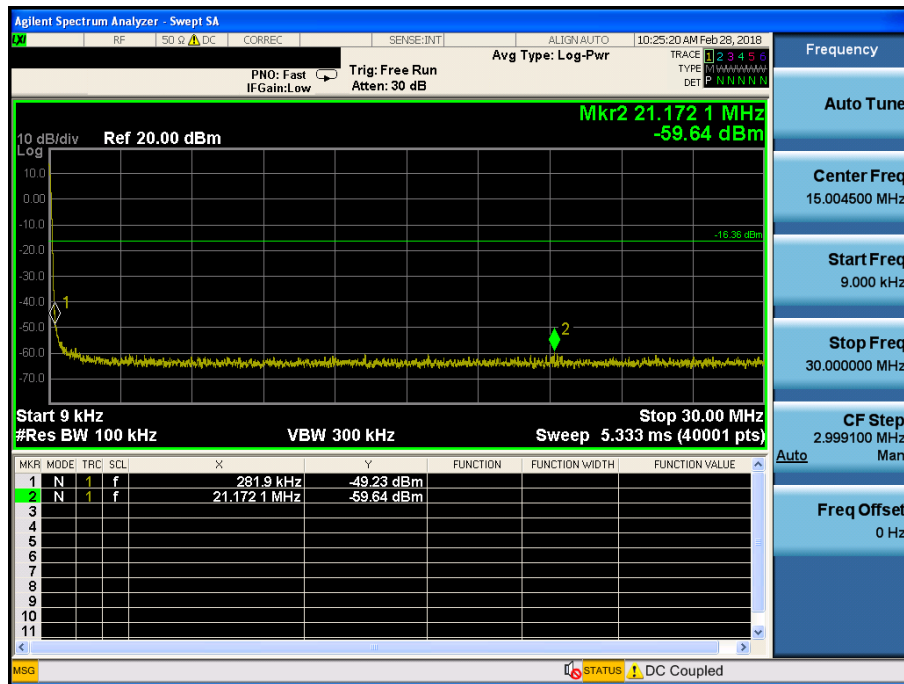 Agilent Spectrum Analyzer - Swept SA
LXI RF 50 Ω DC CORREC SENSE:INT ALIGN AUTO 10:25:20 AM Feb 28, 2018
PNO: Fast
IFGain:Low
Trig: Free Run
Atten: 30 dB
Avg Type: Log-Pwr
TRACE 1 2 3 4 5 6
TYPE M W W W W W
DET P N N N N N
Mkr2 21.172 1 MHz
-59.64 dBm
10 dB/div Ref 20.00 dBm
Log
10.0
0.00
-10.0
-16.36 dBm
-20.0
-30.0
-40.0
1
-50.0
2
-60.0
-70.0
Start 9 kHz Stop 30.00 MHz
#Res BW 100 kHz VBW 300 kHz Sweep 5.333 ms (40001 pts)
MKR MODE TRC SCL X Y FUNCTION FUNCTION WIDTH FUNCTION VALUE
1 N 1 f 281.9 kHz -49.23 dBm
2 N 1 f 21.172 1 MHz -59.64 dBm
3
4
5
6
7
8
9
10
11
MSG STATUS DC Coupled
Frequency
Auto Tune
Center Freq
15.004500 MHz
Start Freq
9.000 kHz
Stop Freq
30.000000 MHz
CF Step
2.999100 MHz
Auto Man
Freq Offset
0 Hz